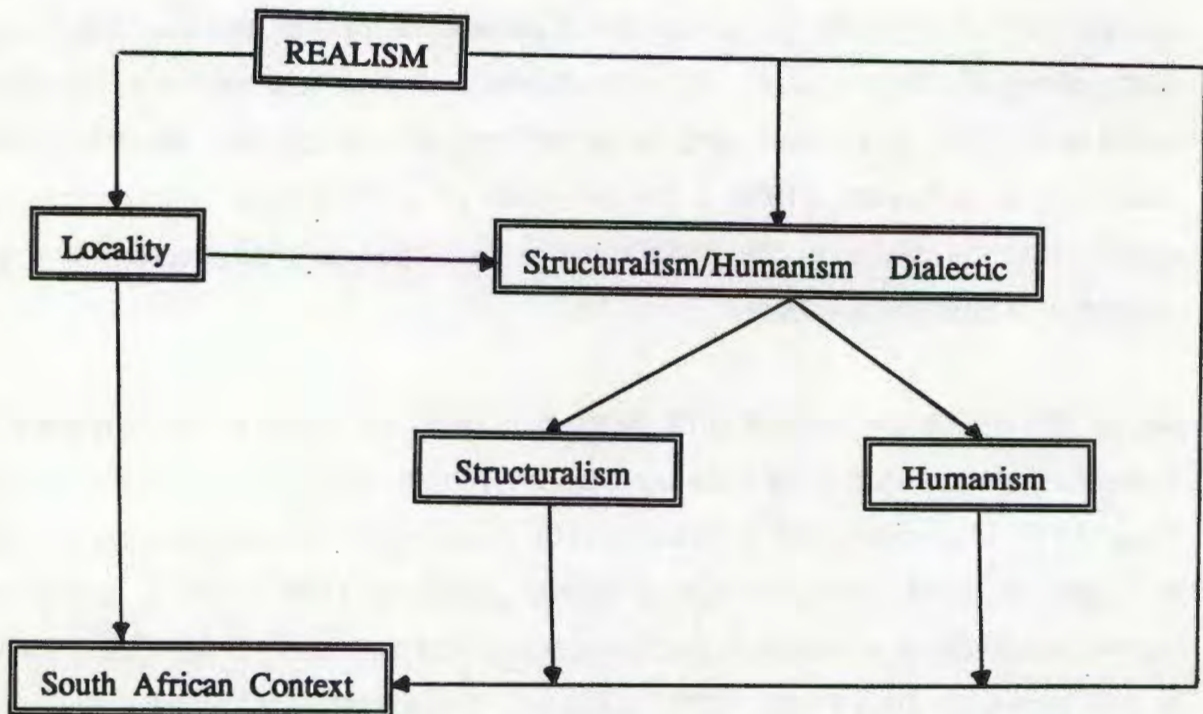 REALISM
Locality
Structuralism/Humanism Dialectic
Structuralism
Humanism
South African Context